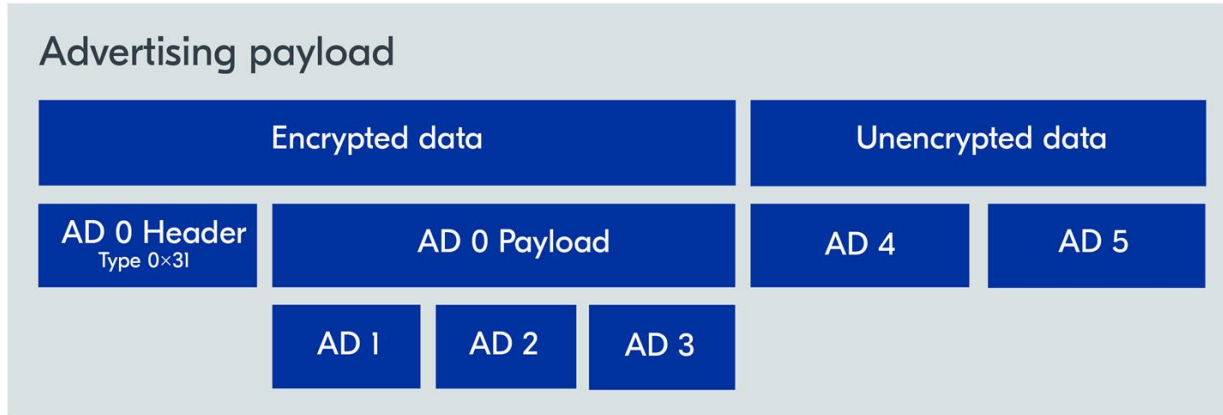 Advertising payload
Encrypted data
Unencrypted data
AD 0 Header
Type 0×31
AD 0 Payload
AD 4
AD 5
AD 1
AD 2
AD 3